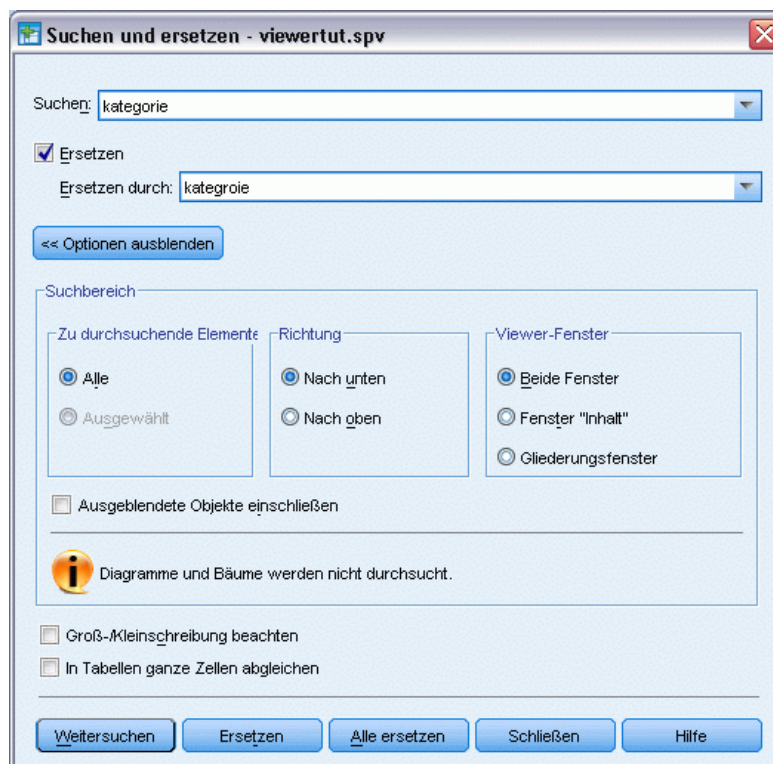 Suchen und ersetzen - viewertut.spv
Suchen: kategorie
Ersetzen
Ersetzen durch: kategroie
<< Optionen ausblenden
Suchbereich
Zu durchsuchende Elemente
Richtung
Viewer-Fenster
Alle
Nach unten
Beide Fenster
Ausgewählt
Nach oben
Fenster "Inhalt"
Gliederungsfenster
Ausgeblendete Objekte einschließen
Diagramme und Bäume werden nicht durchsucht.
Groß-/Kleinschreibung beachten
In Tabellen ganze Zellen abgleichen
Weitersuchen Ersetzen Alle ersetzen Schließen Hilfe